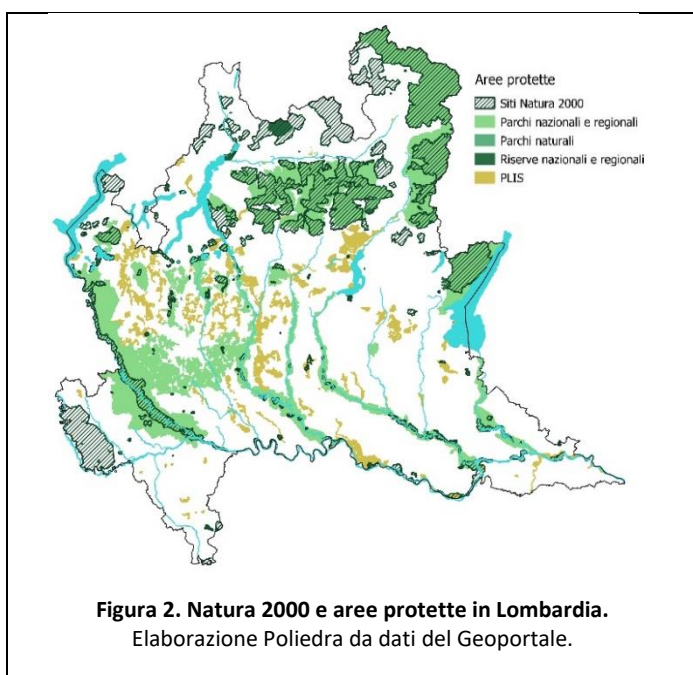 Aree protette
Siti Natura 2000
Parchi nazionali e regionali
Parchi naturali
Riserve nazionali e regionali
PLIS
Figura 2. Natura 2000 e aree protette in Lombardia.
Elaborazione Poliedra da dati del Geoportale.